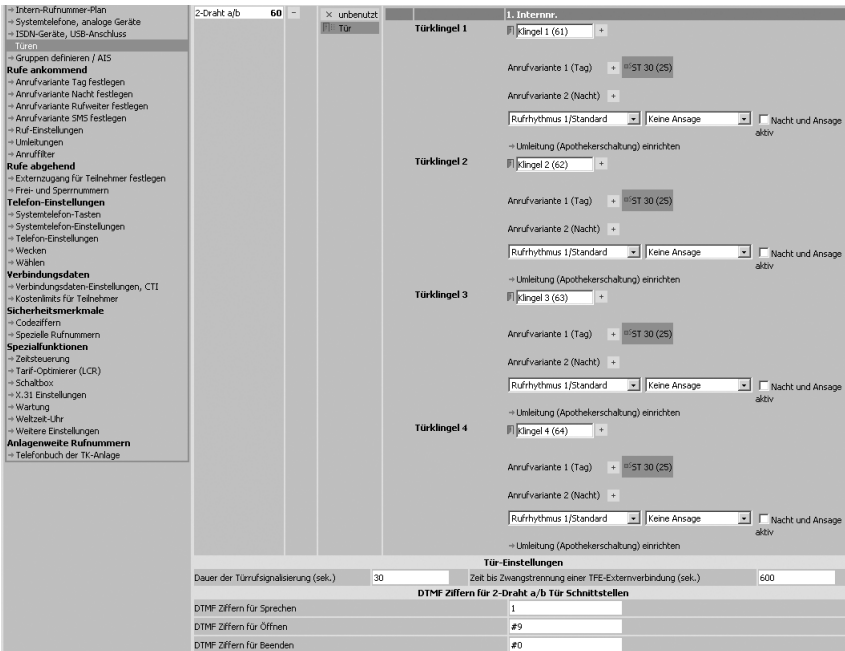 Intern-Rufnummer-Plan
Systemtelefone, analoge Geräte
ISDN-Geräte, USB-Anschluss
Türen
Gruppen definieren / AIS
Rufe ankommend
Anrufvariante Tag festlegen
Anrufvariante Nacht festlegen
Anrufvariante Rufweiter festlegen
Anrufvariante SMS festlegen
Ruf-Einstellungen
Umleitungen
Anruffilter
Rufe abgehend
Externzugang für Teilnehmer festlegen
Frei- und Sperrnummern
Telefon-Einstellungen
Systemtelefon-Tasten
Systemtelefon-Einstellungen
Telefon-Einstellungen
Wecken
Wählen
Verbindungsdaten
Verbindungsdaten-Einstellungen, CTI
Kostenlimits für Teilnehmer
Sicherheitsmerkmale
Codeziffern
Spezielle Rufnummern
Spezialfunktionen
Zeitsteuerung
Tarif-Optimierer (LCR)
Schaltbox
X.31 Einstellungen
Wartung
Weltzeit-Uhr
Weitere Einstellungen
Anlagenweite Rufnummern
Telefonbuch der TK-Anlage
2-Draht a/b 60 −
× unbenutzt
Tür
1. Internnr.
Türklingel 1
Klingel 1 (61) +
Anrufvariante 1 (Tag) + ST 30 (25)
Anrufvariante 2 (Nacht) +
Rufrhythmus 1/Standard Keine Ansage Nacht und Ansage
aktiv
Umleitung (Apothekerschaltung) einrichten
Türklingel 2
Klingel 2 (62) +
Anrufvariante 1 (Tag) + ST 30 (25)
Anrufvariante 2 (Nacht) +
Rufrhythmus 1/Standard Keine Ansage Nacht und Ansage
aktiv
Umleitung (Apothekerschaltung) einrichten
Türklingel 3
Klingel 3 (63) +
Anrufvariante 1 (Tag) + ST 30 (25)
Anrufvariante 2 (Nacht) +
Rufrhythmus 1/Standard Keine Ansage Nacht und Ansage
aktiv
Umleitung (Apothekerschaltung) einrichten
Türklingel 4
Klingel 4 (64) +
Anrufvariante 1 (Tag) + ST 30 (25)
Anrufvariante 2 (Nacht) +
Rufrhythmus 1/Standard Keine Ansage Nacht und Ansage
aktiv
Umleitung (Apothekerschaltung) einrichten
Tür-Einstellungen
Dauer der Türrufsignalisierung (sek.) 30 Zeit bis Zwangstrennung einer TFE-Externverbindung (sek.) 600
DTMF Ziffern für 2-Draht a/b Tür Schnittstellen
DTMF Ziffern für Sprechen 1
DTMF Ziffern für Öffnen #9
DTMF Ziffern für Beenden #0